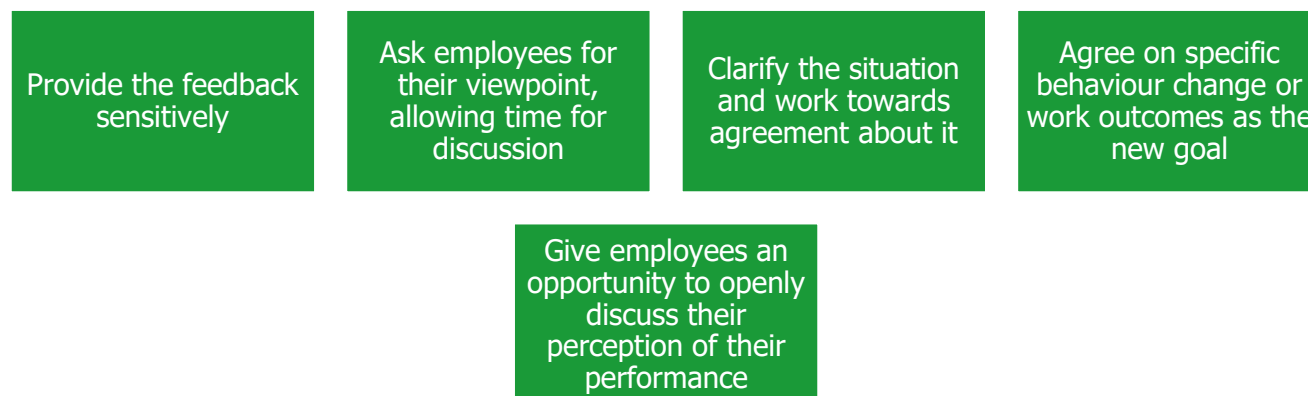 Provide the feedback
sensitively
Ask employees for
their viewpoint,
allowing time for
discussion
Clarify the situation
and work towards
agreement about it
Agree on specific
behaviour change or
work outcomes as the
new goal
Give employees an
opportunity to openly
discuss their
perception of their
performance